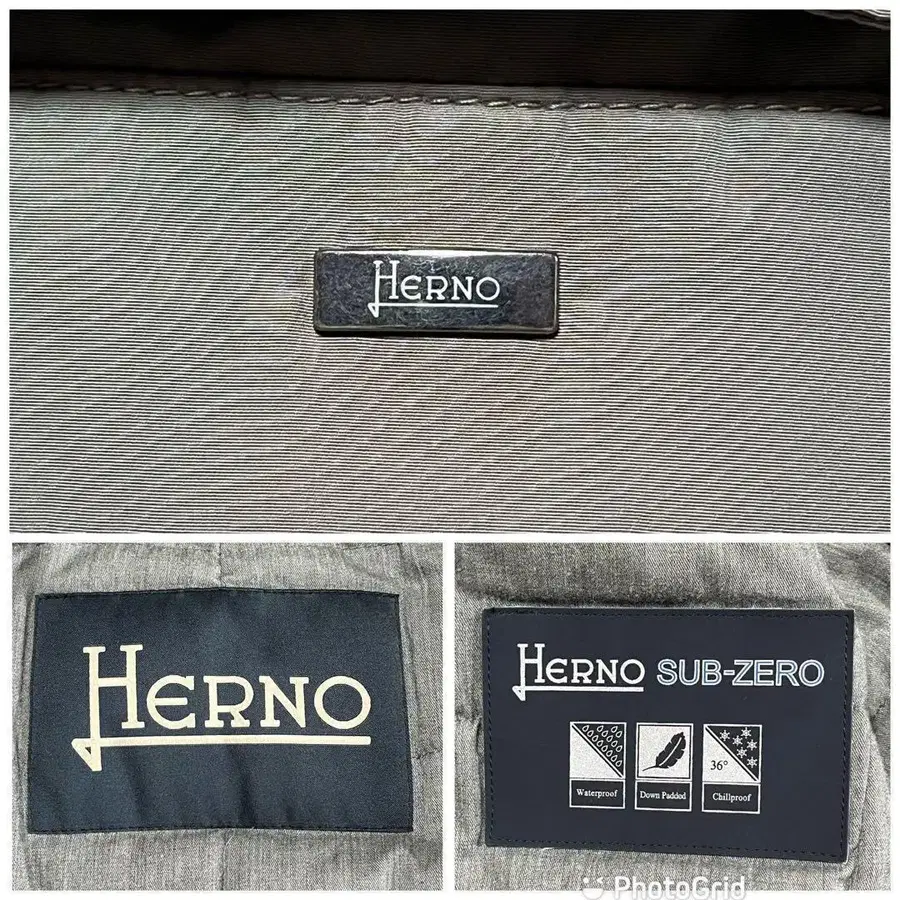 HERNO
HERNO
HERNO SUB-ZERO
36°
Waterproof
Down Padded
Chillproof
PhotoGrid